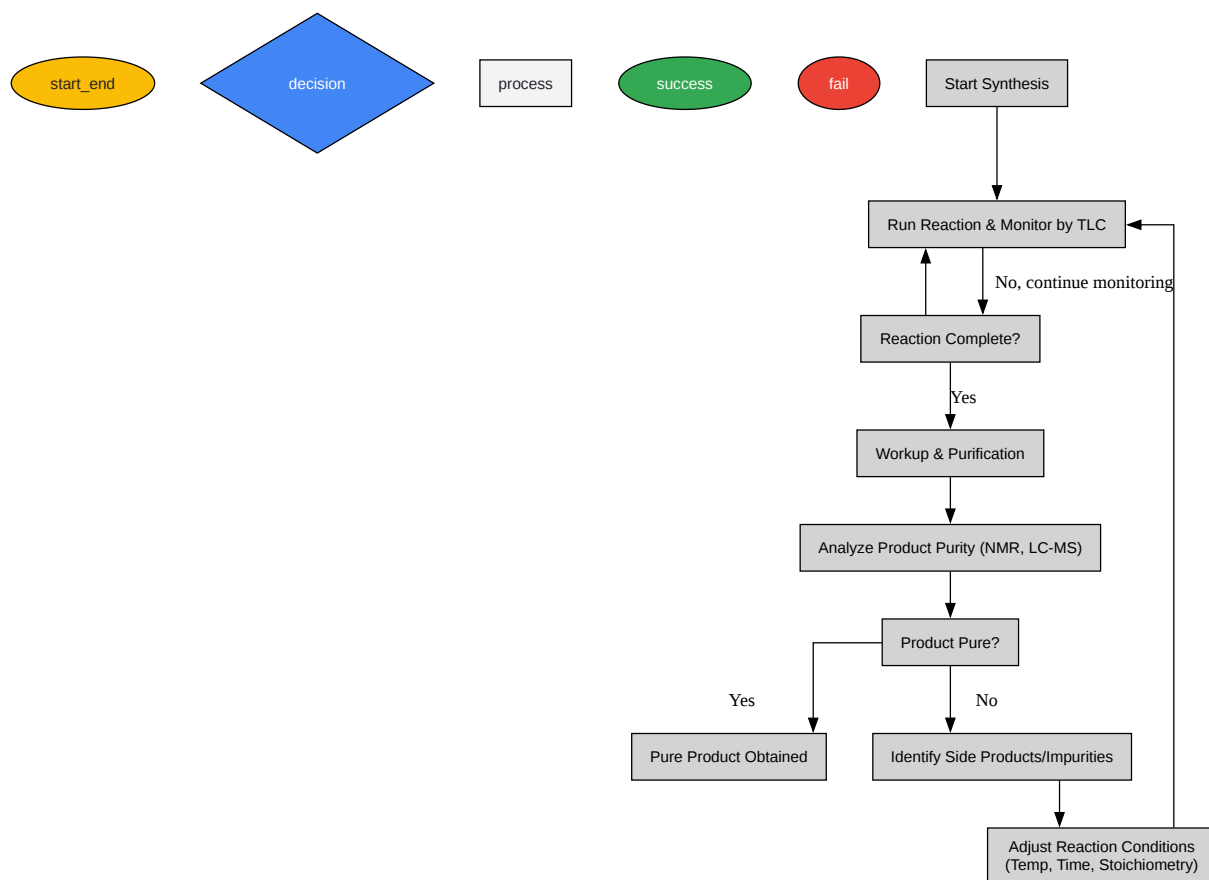 start_end
decision
process
success
fail
Start Synthesis
Run Reaction & Monitor by TLC
No, continue monitoring
Reaction Complete?
Yes
Workup & Purification
Analyze Product Purity (NMR, LC-MS)
Product Pure?
Yes
No
Pure Product Obtained
Identify Side Products/Impurities
Adjust Reaction Conditions
(Temp, Time, Stoichiometry)